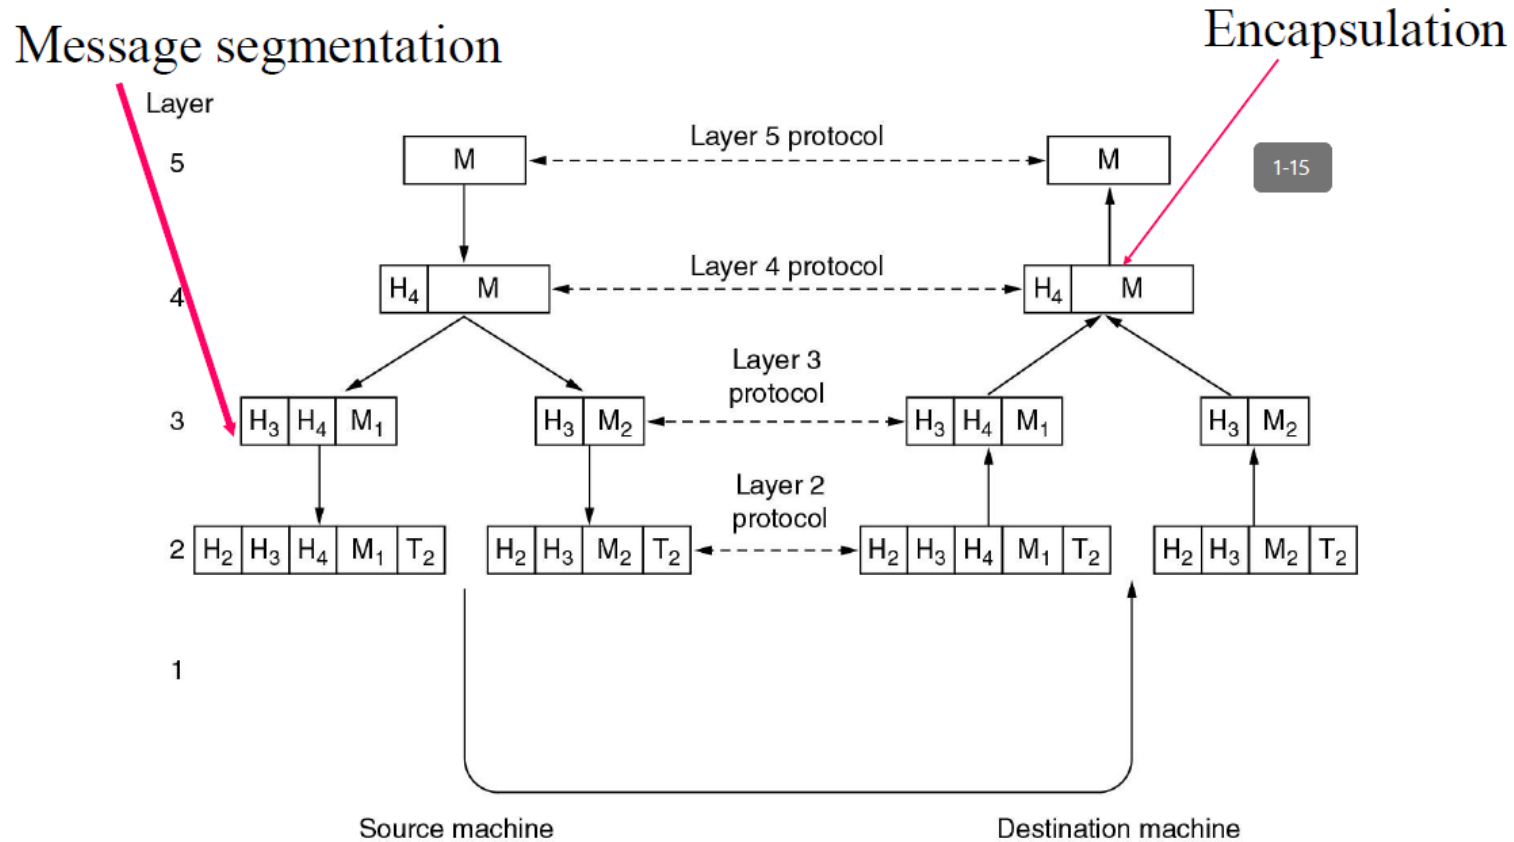 Message segmentation
Encapsulation
Layer
5
M
Layer 5 protocol
M
1-15
4
H₄ M
Layer 4 protocol
H₄ M
3
H₃ H₄ M₁
H₃ M₂
Layer 3
protocol
H₃ H₄ M₁
H₃ M₂
2
H₂ H₃ H₄ M₁ T₂
H₂ H₃ M₂ T₂
Layer 2
protocol
H₂ H₃ H₄ M₁ T₂
H₂ H₃ M₂ T₂
1
Source machine
Destination machine